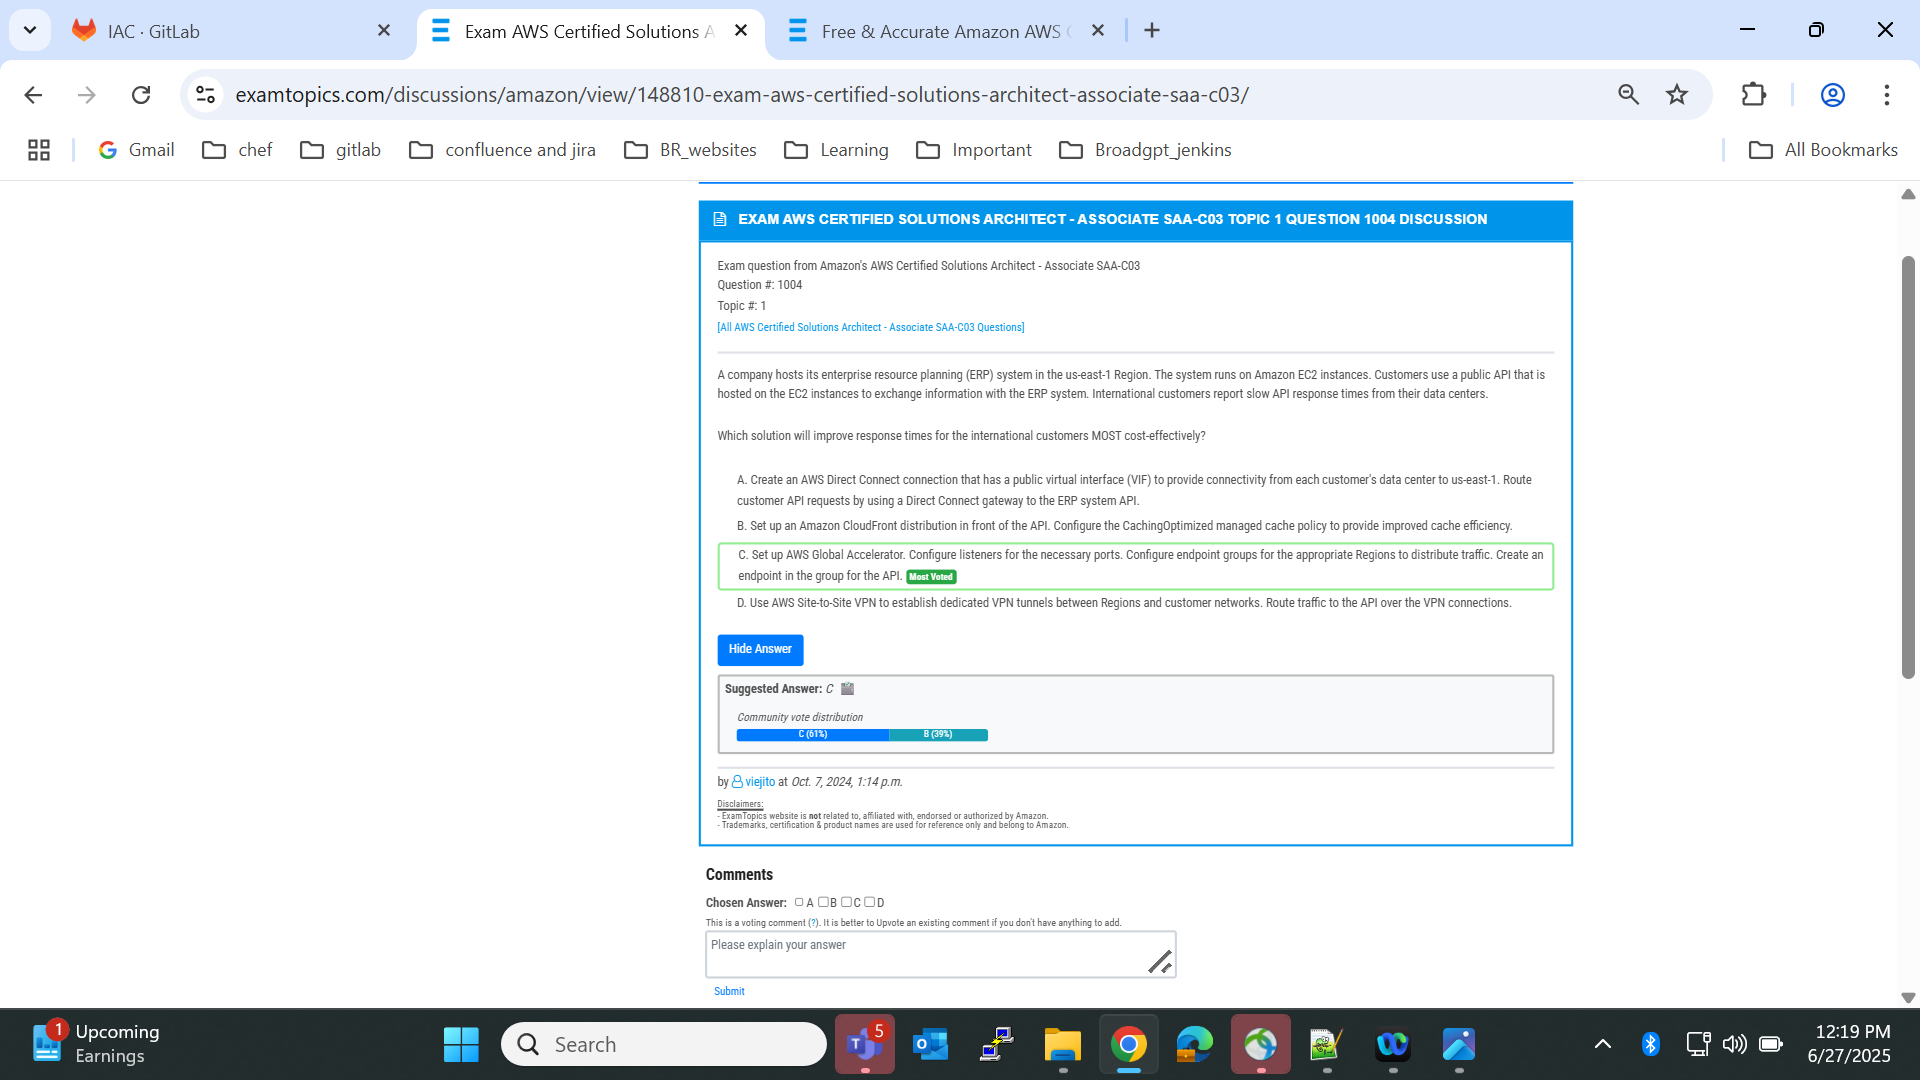 IAC · GitLab
Exam AWS Certified Solutions A
Free & Accurate Amazon AWS C
examtopics.com/discussions/amazon/view/148810-exam-aws-certified-solutions-architect-associate-saa-c03/
Gmail
chef
gitlab
confluence and jira
BR_websites
Learning
Important
Broadgpt_jenkins
All Bookmarks
EXAM AWS CERTIFIED SOLUTIONS ARCHITECT - ASSOCIATE SAA-C03 TOPIC 1 QUESTION 1004 DISCUSSION
Exam question from Amazon's AWS Certified Solutions Architect - Associate SAA-C03
Question #: 1004
Topic #: 1
[All AWS Certified Solutions Architect - Associate SAA-C03 Questions]
A company hosts its enterprise resource planning (ERP) system in the us-east-1 Region. The system runs on Amazon EC2 instances. Customers use a public API that is
hosted on the EC2 instances to exchange information with the ERP system. International customers report slow API response times from their data centers.
Which solution will improve response times for the international customers MOST cost-effectively?
A. Create an AWS Direct Connect connection that has a public virtual interface (VIF) to provide connectivity from each customer's data center to us-east-1. Route
customer API requests by using a Direct Connect gateway to the ERP system API.
B. Set up an Amazon CloudFront distribution in front of the API. Configure the CachingOptimized managed cache policy to provide improved cache efficiency.
C. Set up AWS Global Accelerator. Configure listeners for the necessary ports. Configure endpoint groups for the appropriate Regions to distribute traffic. Create an
endpoint in the group for the API. Most Voted
D. Use AWS Site-to-Site VPN to establish dedicated VPN tunnels between Regions and customer networks. Route traffic to the API over the VPN connections.
Hide Answer
Suggested Answer: C
Community vote distribution
C (61%) B (39%)
by viejito at Oct. 7, 2024, 1:14 p.m.
Disclaimers:
- ExamTopics website is not related to, affiliated with, endorsed or authorized by Amazon.
- Trademarks, certification & product names are used for reference only and belong to Amazon.
Comments
Chosen Answer: A B C D
This is a voting comment (?). It is better to Upvote an existing comment if you don't have anything to add.
Please explain your answer
Submit
1
Upcoming
Earnings
Search
5
12:19 PM
6/27/2025